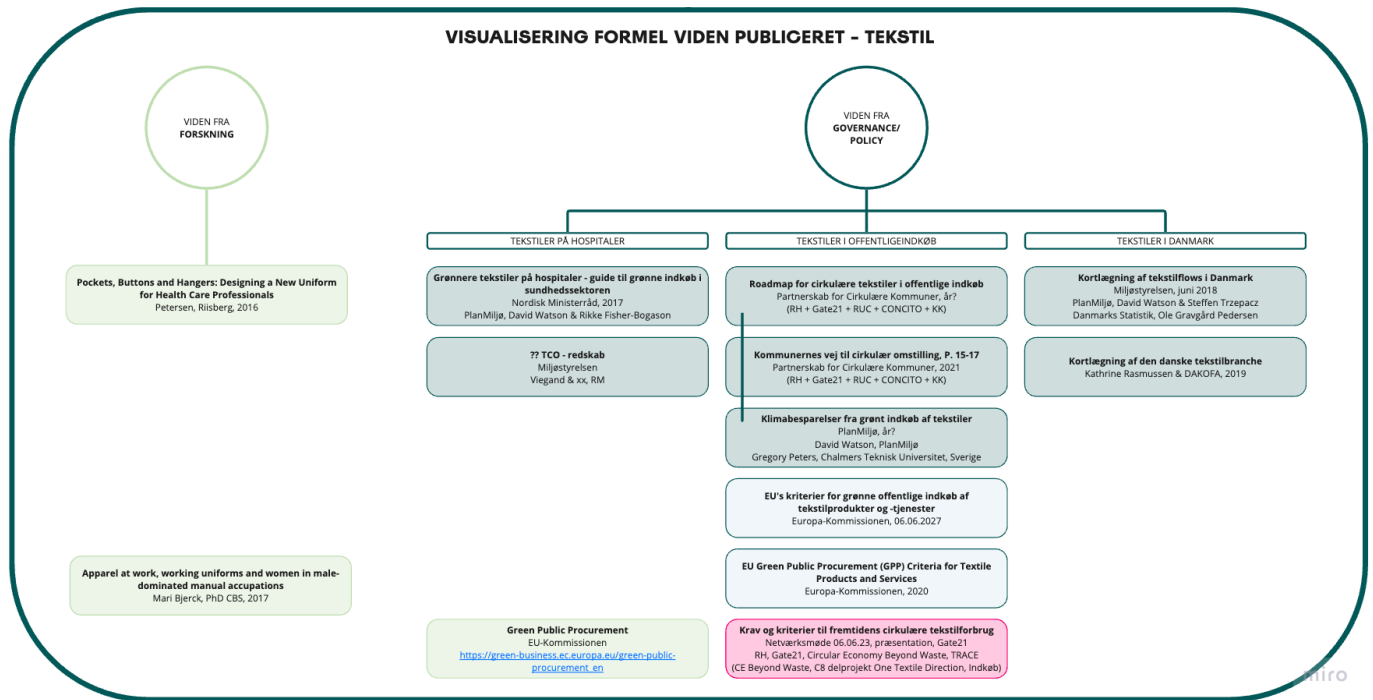 VISUALISERING FORMEL VIDEN PUBLICERET - TEKSTIL
VIDEN FRA
FORSKNING
VIDEN FRA
GOVERNANCE/
POLICY
Pockets, Buttons and Hangers: Designing a New Uniform
for Health Care Professionals
Petersen, Riisberg, 2016
Apparel at work, working uniforms and women in male-
dominated manual accupations
Mari Bjerck, PhD CBS, 2017
TEKSTILER PÅ HOSPITALER
Grønnere tekstiler på hospitaler - guide til grønne indkøb i
sundhedssektoren
Nordisk Ministerråd, 2017
PlanMiljø, David Watson & Rikke Fisher-Bogason
?? TCO - redskab
Miljøstyrelsen
Viegand & xx, RM
Green Public Procurement
EU-Kommissionen
https://green-business.ec.europa.eu/green-public-
procurement_en
TEKSTILER I OFFENTLIGEINDKØB
Roadmap for cirkulære tekstiler i offentlige indkøb
Partnerskab for Cirkulære Kommuner, år?
(RH + Gate21 + RUC + CONCITO + KK)
Kommunernes vej til cirkulær omstilling, P. 15-17
Partnerskab for Cirkulære Kommuner, 2021
(RH + Gate21 + RUC + CONCITO + KK)
Klimabesparelser fra grønt indkøb af tekstiler
PlanMiljø, år?
David Watson, PlanMiljø
Gregory Peters, Chalmers Teknisk Universitet, Sverige
EU's kriterier for grønne offentlige indkøb af
tekstilprodukter og -tjenester
Europa-Kommissionen, 06.06.2027
EU Green Public Procurement (GPP) Criteria for Textile
Products and Services
Europa-Kommissionen, 2020
Krav og kriterier til fremtidens cirkulære tekstilforbrug
Netværksmøde 06.06.23, præsentation, Gate21
RH, Gate21, Circular Economy Beyond Waste, TRACE
(CE Beyond Waste, C8 delprojekt One Textile Direction, Indkøb)
TEKSTILER I DANMARK
Kortlægning af tekstilflows i Danmark
Miljøstyrelsen, juni 2018
PlanMiljø, David Watson & Steffen Trzepacz
Danmarks Statistik, Ole Gravgård Pedersen
Kortlægning af den danske tekstilbranche
Kathrine Rasmussen & DAKOFA, 2019
miro